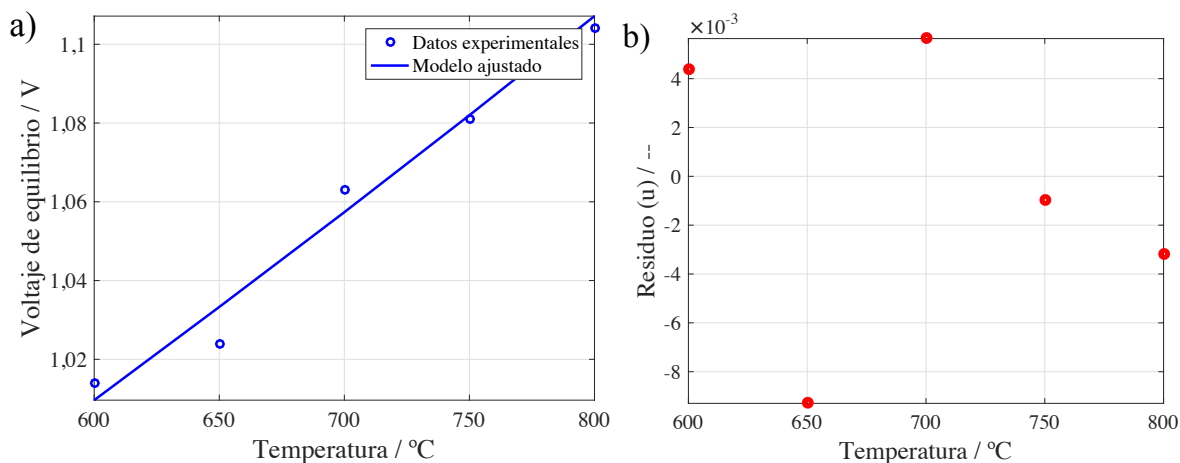 a)
1,1
1,08
1,06
1,04
1,02
Voltaje de equilibrio / V
Datos experimentales
Modelo ajustado
600
650
700
750
800
Temperatura / ºC
b)
×10⁻³
4
2
0
-2
-4
-6
-8
Residuo (u) / --
600
650
700
750
800
Temperatura / ºC